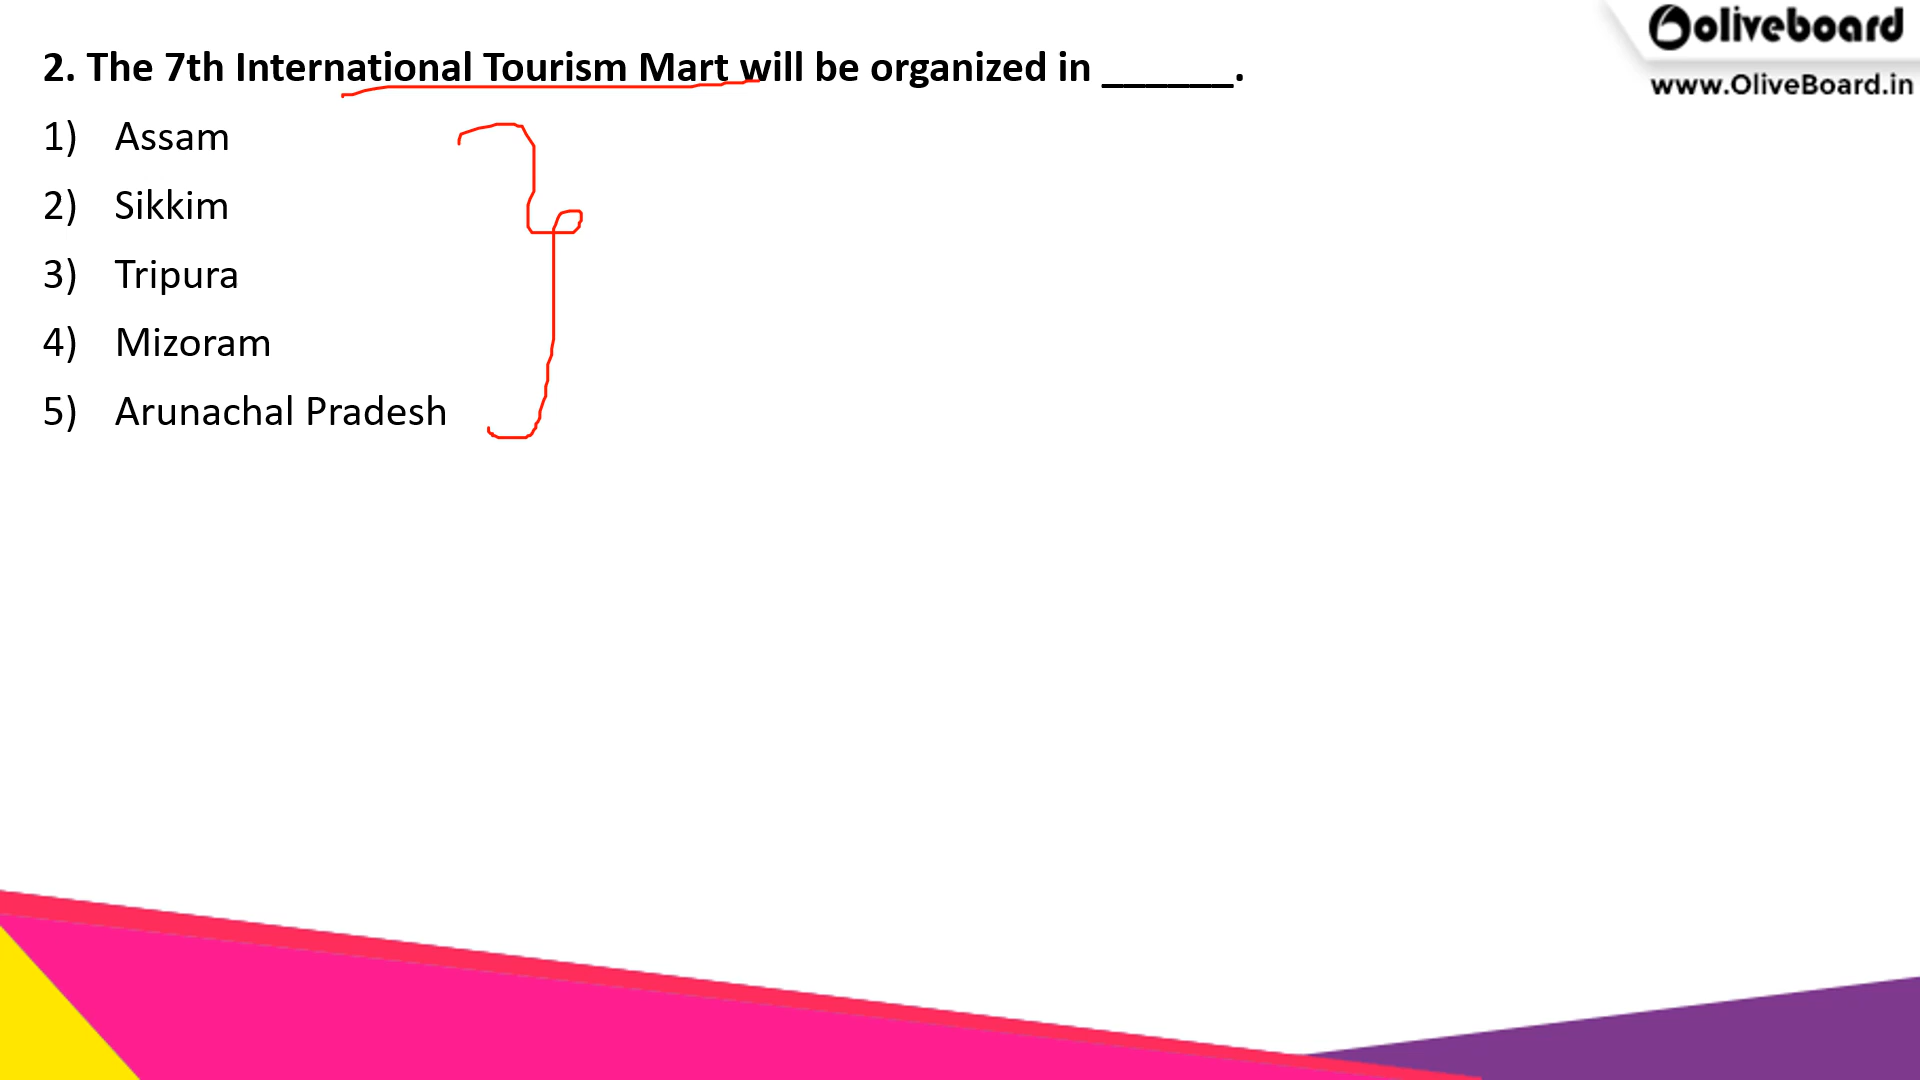 oliveboard
www.OliveBoard.in
2. The 7th International Tourism Mart will be organized in ______.
1) Assam
2) Sikkim
3) Tripura
4) Mizoram
5) Arunachal Pradesh